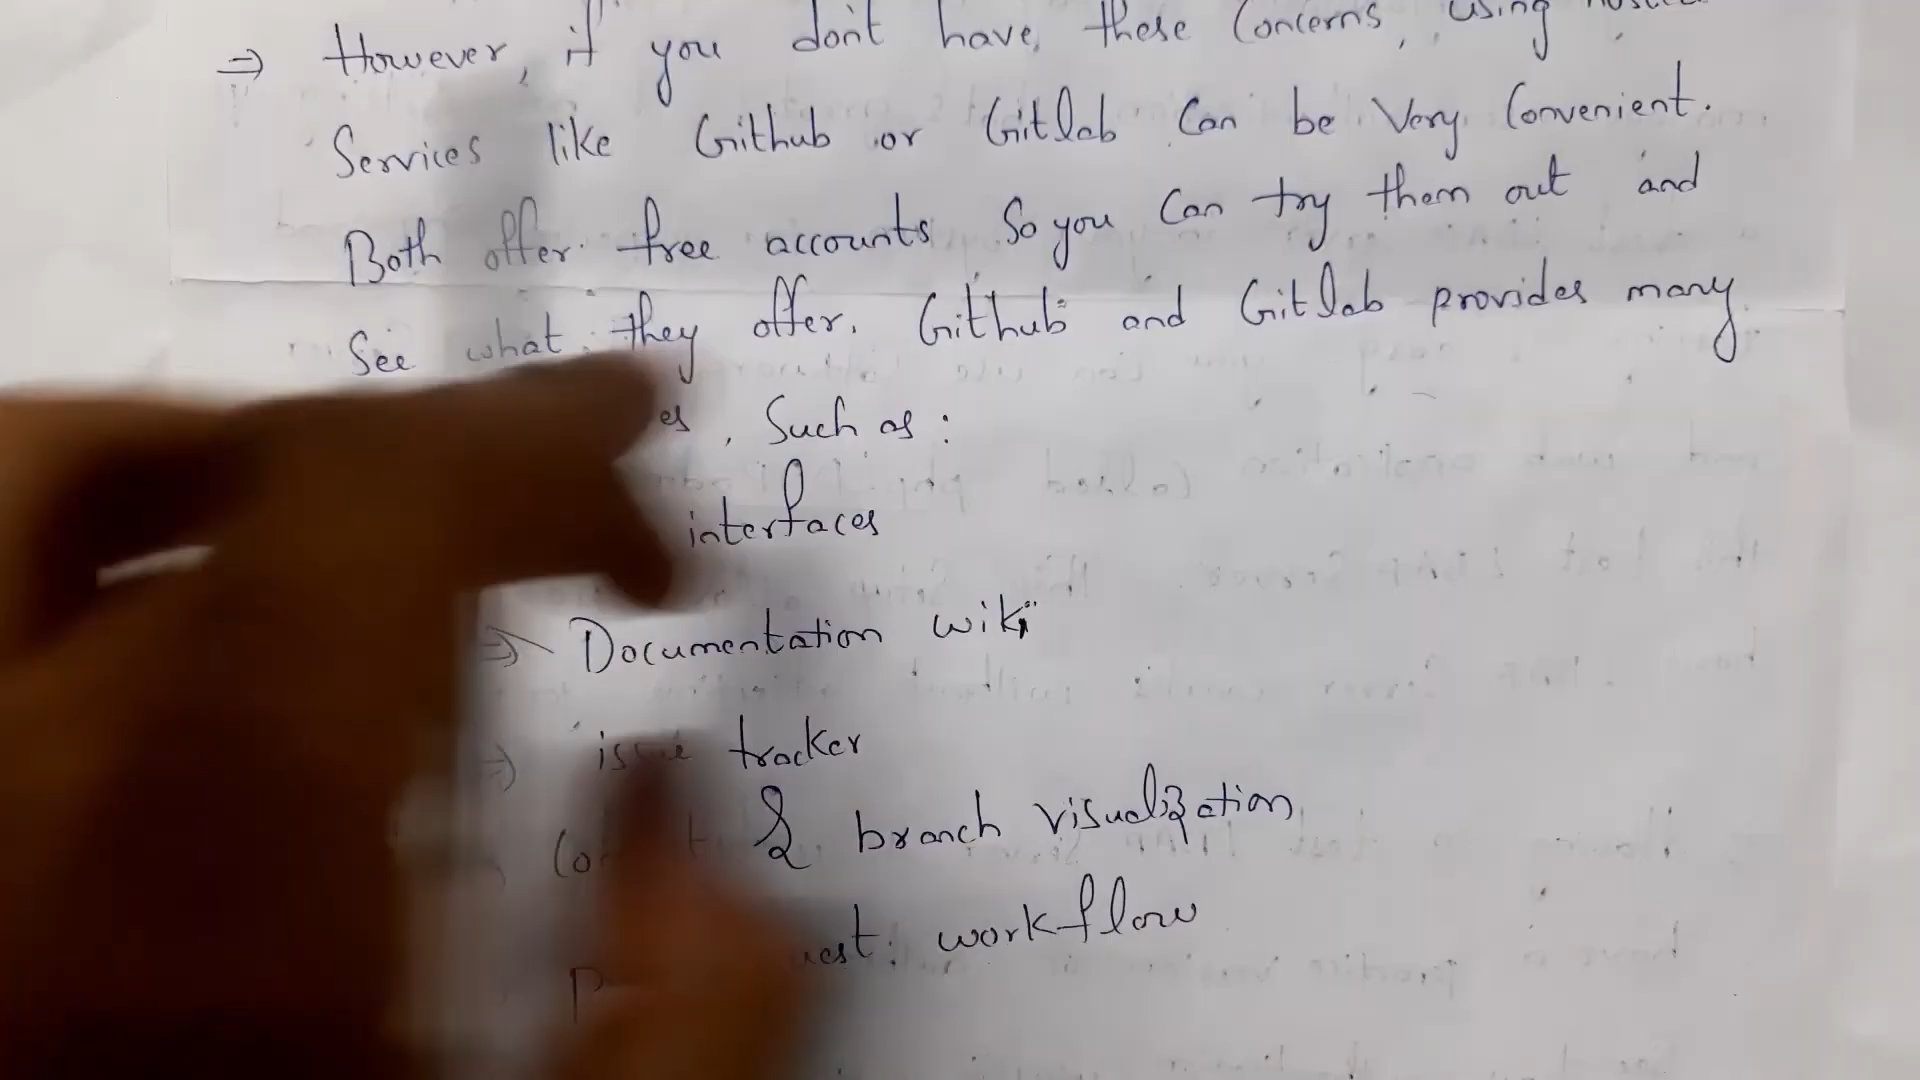 ⇒ However, if you don't have, these Concerns, using
Services like Github or Gitlab Can be Very Convenient.
Both offer free accounts So you Can try them out and
See what they offer. Github and Gitlab provides many
, Such as:
interfaces
⇒ Documentation wiki
⇒ issue tracker
& branch visualization
workflow